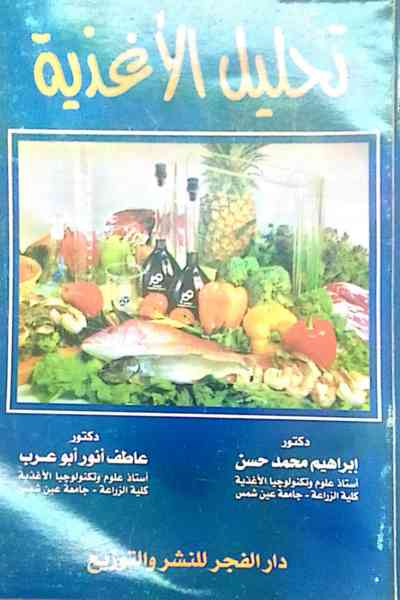 تحليل الأغذية
دكتور
إبراهيم محمد حسن
أستاذ علوم وتكنولوجيا الأغذية
كلية الزراعة - جامعة عين شمس
دكتور
عاطف أنور أبو عرب
أستاذ علوم وتكنولوجيا الأغذية
كلية الزراعة - جامعة عين شمس
دار الفجر للنشر والتوزيع